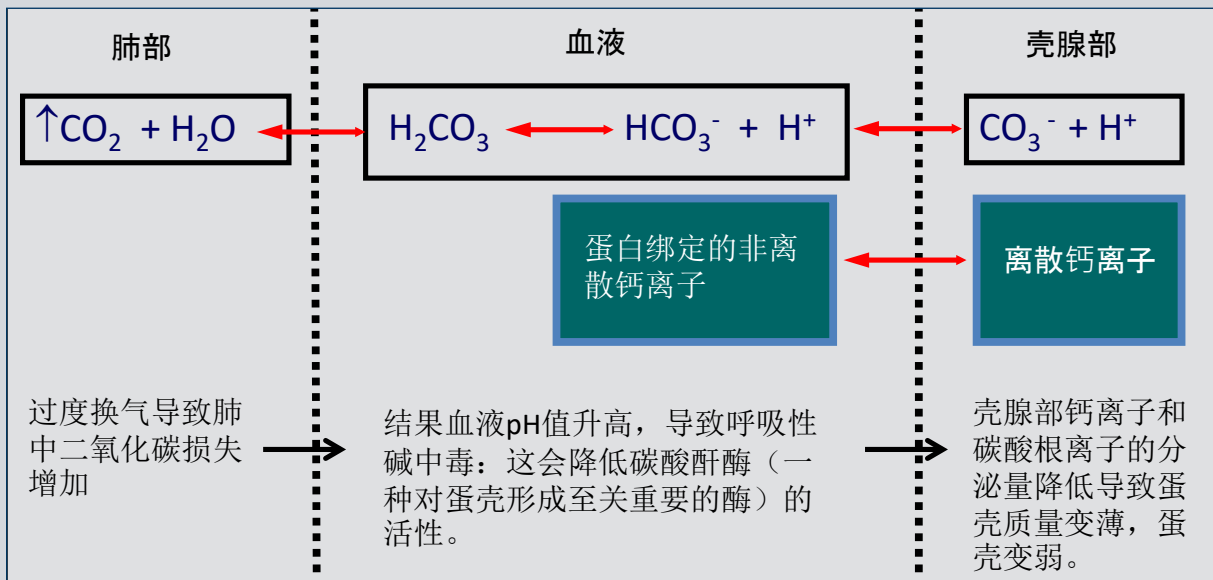 肺部
血液
壳腺部
↑CO₂ + H₂O
H₂CO₃
HCO₃⁻ + H⁺
CO₃⁻ + H⁺
蛋白绑定的非离
散钙离子
离散钙离子
过度换气导致肺
中二氧化碳损失
增加
结果血液pH值升高，导致呼吸性
碱中毒：这会降低碳酸酐酶（一
种对蛋壳形成至关重要的酶）的
活性。
壳腺部钙离子和
碳酸根离子的分
泌量降低导致蛋
壳质量变薄，蛋
壳变弱。